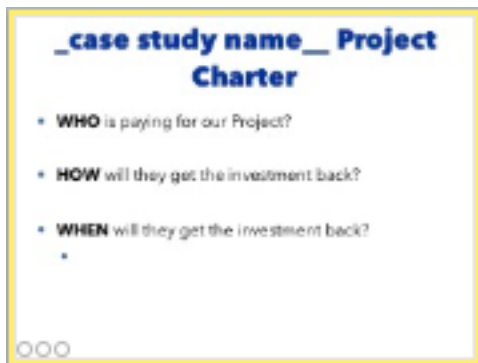 _case study name__ Project
Charter
• WHO is paying for our Project?
• HOW will they get the investment back?
• WHEN will they get the investment back?